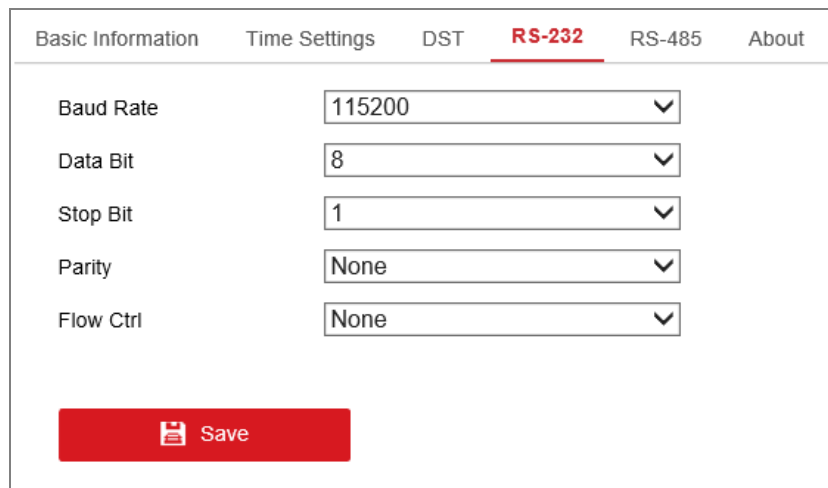 Basic Information Time Settings DST RS-232 RS-485 About
Baud Rate 115200
Data Bit 8
Stop Bit 1
Parity None
Flow Ctrl None
Save